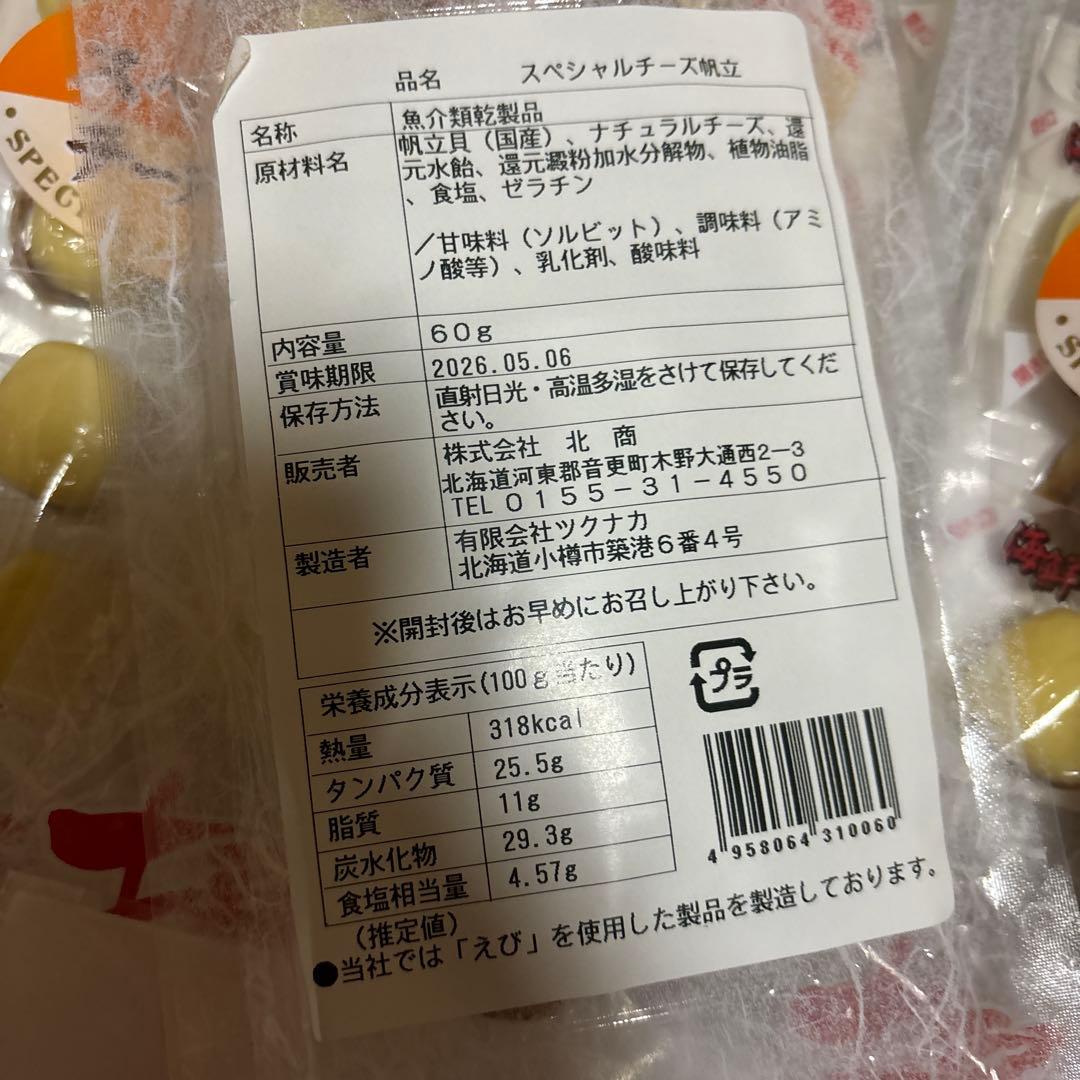 品名 スペシャルチーズ帆立
名称 魚介類乾製品
原材料名 帆立貝（国産）、ナチュラルチーズ、還
元水飴、還元澱粉加水分解物、植物油脂
、食塩、ゼラチン
／甘味料（ソルビット）、調味料（アミ
ノ酸等）、乳化剤、酸味料
内容量 60g
賞味期限 2026.05.06
保存方法 直射日光・高温多湿をさけて保存してくだ
さい。
販売者 株式会社 北商
北海道河東郡音更町木野大通西2−3
TEL 0155−31−4550
製造者 有限会社ツクナカ
北海道小樽市築港6番4号
※開封後はお早めにお召し上がり下さい。
栄養成分表示(100g当たり)
熱量 318kcal
タンパク質 25.5g
脂質 11g
炭水化物 29.3g
食塩相当量 4.57g
(推定値)
●当社では「えび」を使用した製品を製造しております。
プラ
4 958064 310060
・SPEC